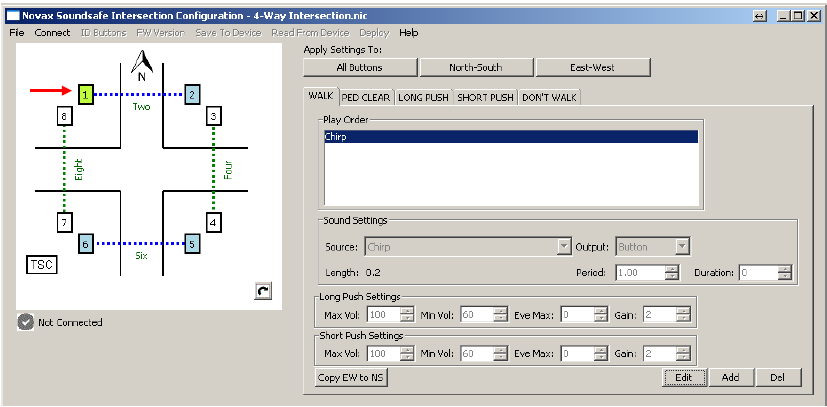 Novax Soundsafe Intersection Configuration - 4-Way Intersection.nic
File Connect ID Buttons FW Version Save To Device Read From Device Deploy Help
Apply Settings To:
All Buttons North-South East-West
N
1 2
Two
8 3
Eight Four
7 4
6 5
Six
TSC
Not Connected
WALK PED CLEAR LONG PUSH SHORT PUSH DON'T WALK
Play Order
Chirp
Sound Settings
Source: Chirp Output: Button
Length: 0.2 Period: 1.00 Duration: 0
Long Push Settings
Max Vol: 100 Min Vol: 60 Eve Max: 0 Gain: 2
Short Push Settings
Max Vol: 100 Min Vol: 60 Eve Max: 0 Gain: 2
Copy EW to NS Edit Add Del